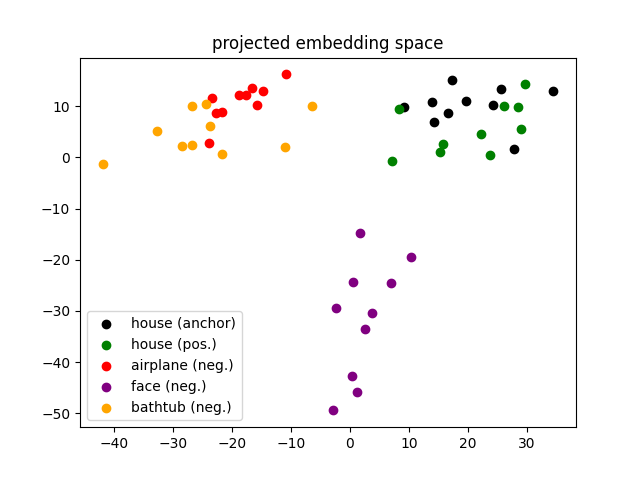 projected embedding space
10
0
−10
−20
−30
−40
−50
house (anchor)
house (pos.)
airplane (neg.)
face (neg.)
bathtub (neg.)
−40 −30 −20 −10 0 10 20 30